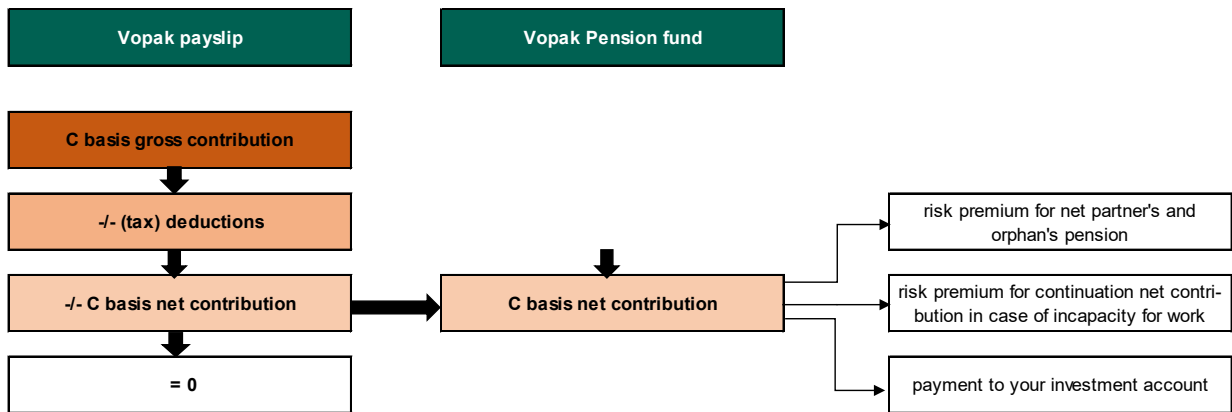 Vopak payslip
Vopak Pension fund
C basis gross contribution
-/- (tax) deductions
-/- C basis net contribution
= 0
C basis net contribution
risk premium for net partner's and
orphan's pension
risk premium for continuation net contri-
bution in case of incapacity for work
payment to your investment account